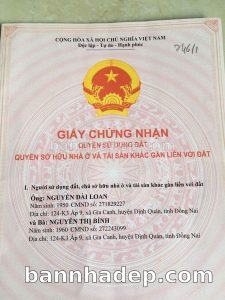 CỘNG HÒA XÃ HỘI CHỦ NGHĨA VIỆT NAM
Độc lập - Tự do - Hạnh phúc
GIẤY CHỨNG NHẬN
QUYỀN SỬ DỤNG ĐẤT
QUYỀN SỞ HỮU NHÀ Ở VÀ TÀI SẢN KHÁC GẮN LIỀN VỚI ĐẤT
I. Người sử dụng đất, chủ sở hữu nhà ở và tài sản khác gắn liền với đất
Ông: NGUYỄN ĐẠI LOAN
Năm sinh: 1950 CMND số: 271829227
Địa chỉ: 124-K3 Ấp 9, xã Gia Canh, huyện Định Quán, tỉnh Đồng Nai
Và Bà: NGUYỄN THỊ BÌNH
Năm sinh: 1960 CMND số: 272243099
Địa chỉ: 124-K3 Ấp 9, xã Gia Canh, huyện Định Quán, tỉnh Đồng Nai
bannhadep.com